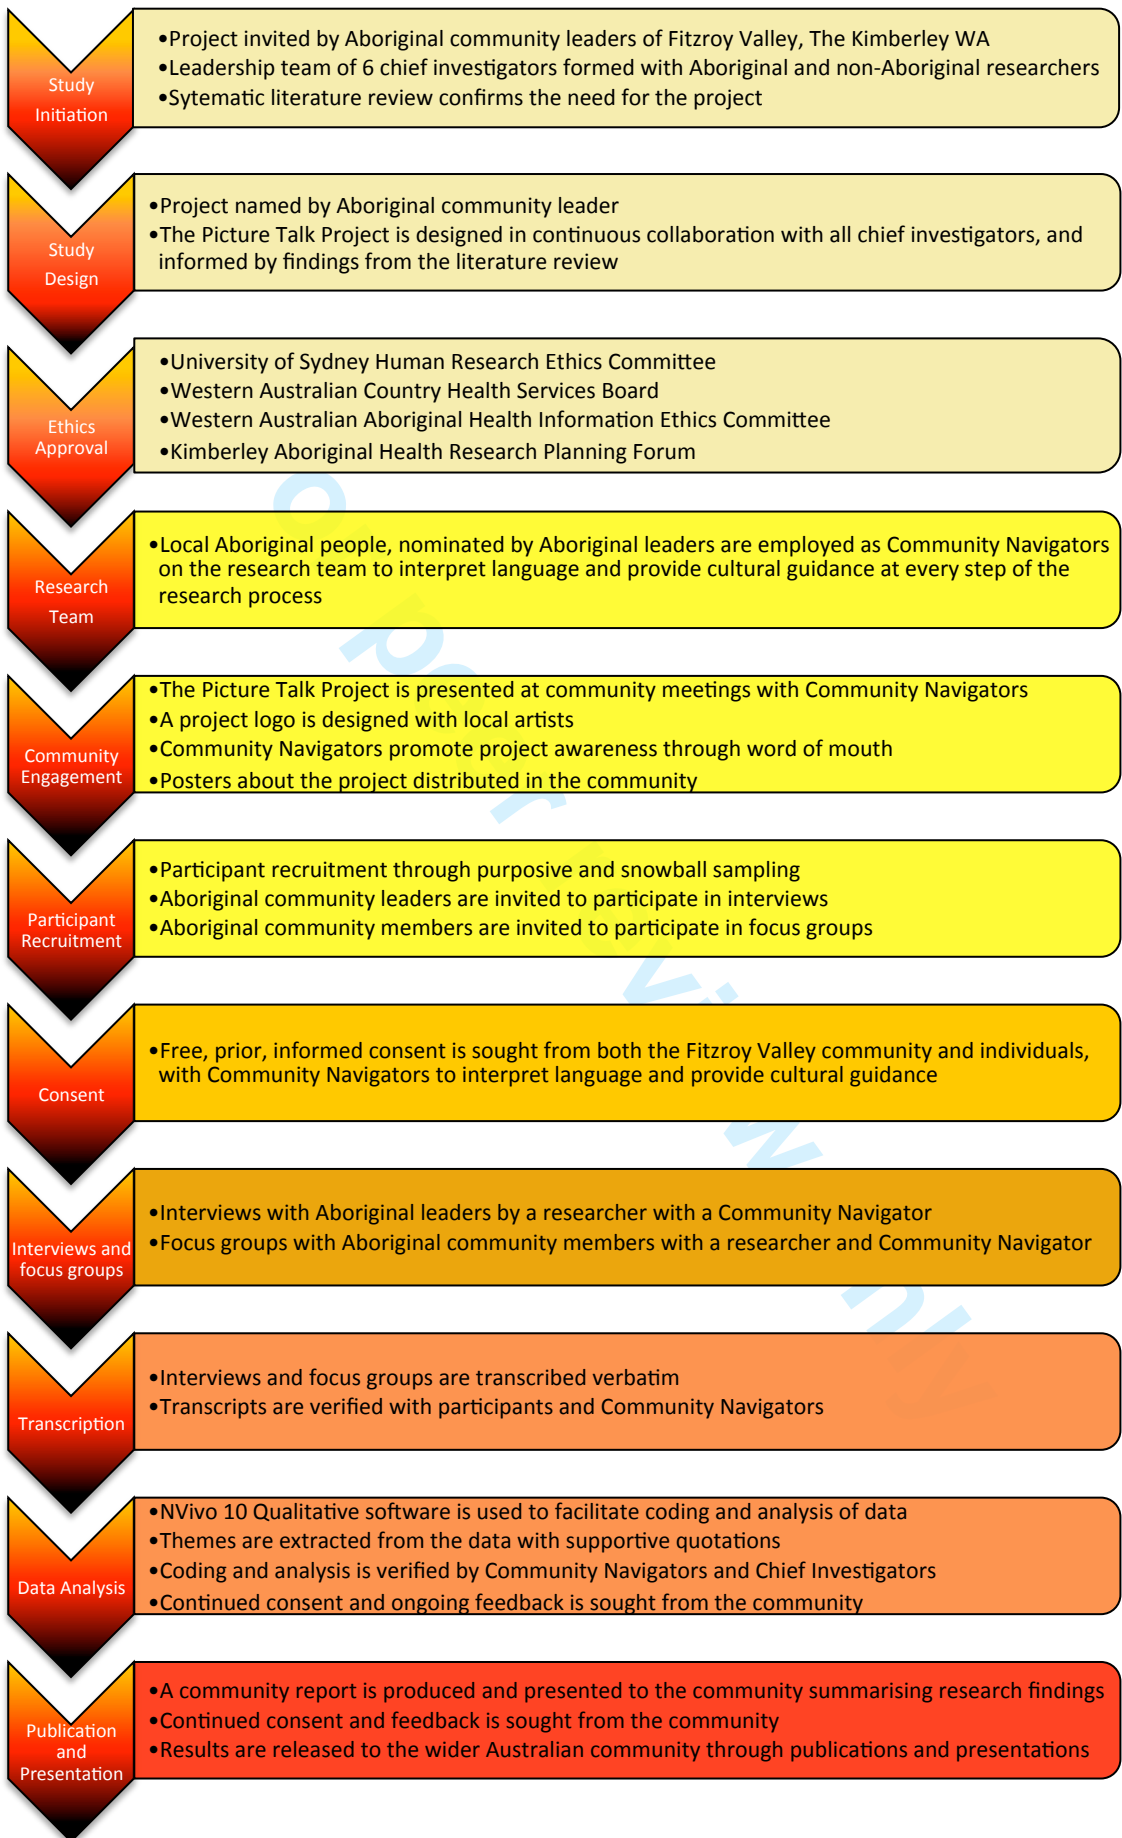 Study
Initiation
•Project invited by Aboriginal community leaders of Fitzroy Valley, The Kimberley WA
•Leadership team of 6 chief investigators formed with Aboriginal and non-Aboriginal researchers
•Sytematic literature review confirms the need for the project
Study
Design
•Project named by Aboriginal community leader
•The Picture Talk Project is designed in continuous collaboration with all chief investigators, and
informed by findings from the literature review
Ethics
Approval
•University of Sydney Human Research Ethics Committee
•Western Australian Country Health Services Board
•Western Australian Aboriginal Health Information Ethics Committee
•Kimberley Aboriginal Health Research Planning Forum
Research
Team
•Local Aboriginal people, nominated by Aboriginal leaders are employed as Community Navigators
on the research team to interpret language and provide cultural guidance at every step of the
research process
Community
Engagement
•The Picture Talk Project is presented at community meetings with Community Navigators
•A project logo is designed with local artists
•Community Navigators promote project awareness through word of mouth
•Posters about the project distributed in the community
Participant
Recruitment
•Participant recruitment through purposive and snowball sampling
•Aboriginal community leaders are invited to participate in interviews
•Aboriginal community members are invited to participate in focus groups
Consent
•Free, prior, informed consent is sought from both the Fitzroy Valley community and individuals,
with Community Navigators to interpret language and provide cultural guidance
Interviews and
focus groups
•Interviews with Aboriginal leaders by a researcher with a Community Navigator
•Focus groups with Aboriginal community members with a researcher and Community Navigator
Transcription
•Interviews and focus groups are transcribed verbatim
•Transcripts are verified with participants and Community Navigators
Data Analysis
•NVivo 10 Qualitative software is used to facilitate coding and analysis of data
•Themes are extracted from the data with supportive quotations
•Coding and analysis is verified by Community Navigators and Chief Investigators
•Continued consent and ongoing feedback is sought from the community
Publication
and
Presentation
•A community report is produced and presented to the community summarising research findings
•Continued consent and feedback is sought from the community
•Results are released to the wider Australian community through publications and presentations